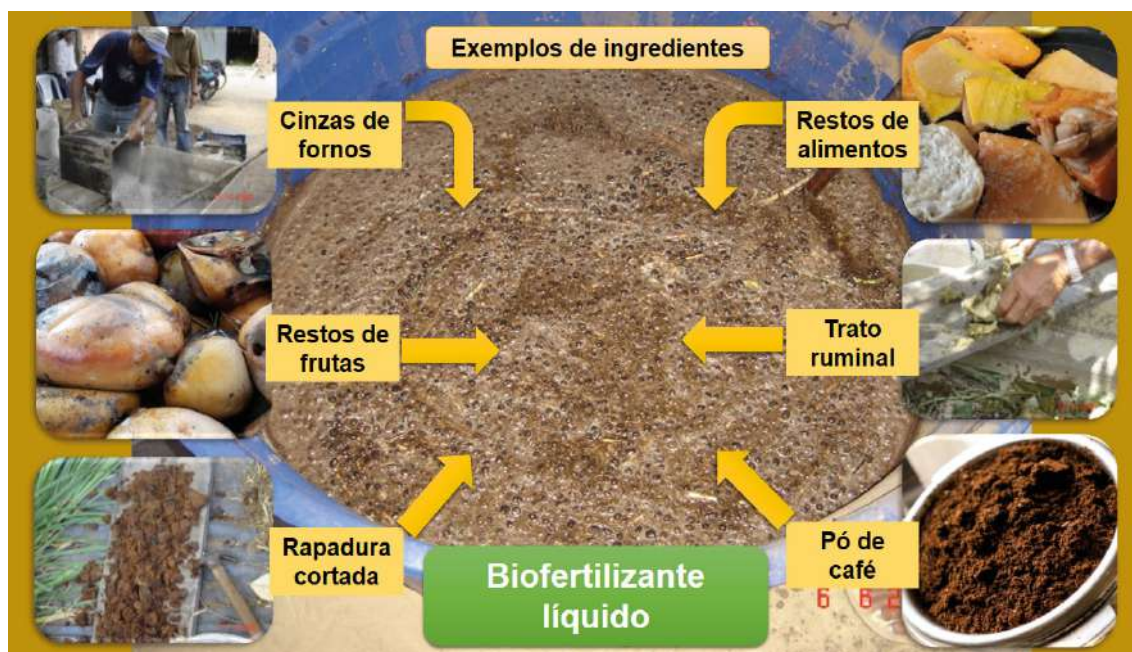 Exemplos de ingredientes
Cinzas de
fornos
Restos de
alimentos
Restos de
frutas
Trato
ruminal
Rapadura
cortada
Pó de
café
Biofertilizante
líquido